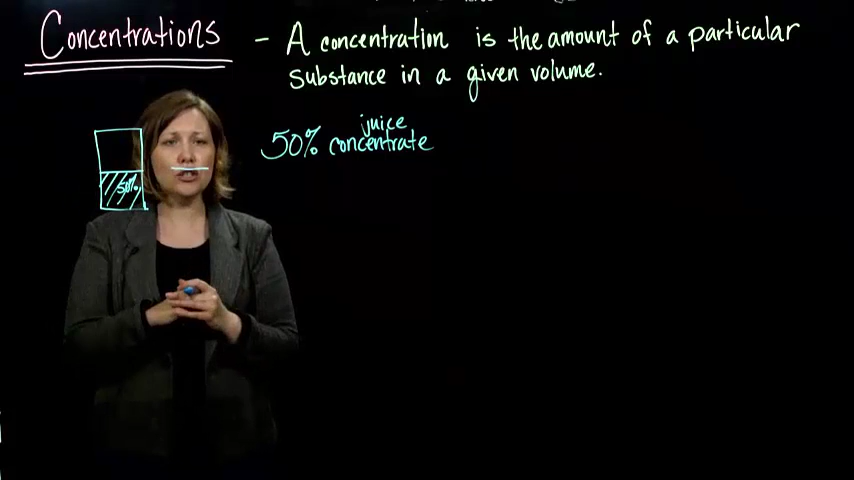 Concentrations - A concentration is the amount of a particular
substance in a given volume.
juice
50% concentrate
50%